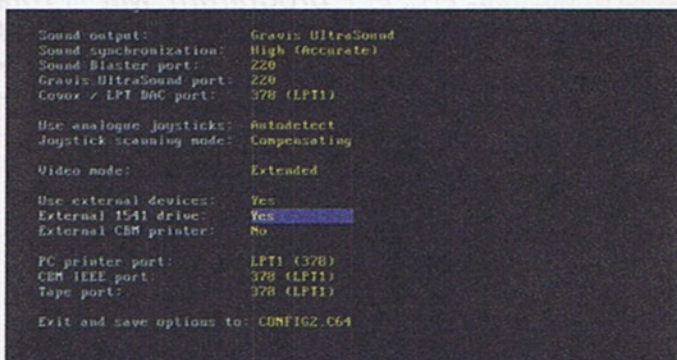 Sound output: Gravis UltraSound
Sound synchronization: High (Accurate)
Sound Blaster port: 220
Gravis UltraSound port: 220
Covox / LPT DAC port: 378 (LPT1)
Use analogue joysticks: Autodetect
Joystick scanning mode: Compensating
Video mode: Extended
Use external devices: Yes
External 1541 drive: Yes
External CBM printer: No
PC printer port: LPT1 (378)
CBM IEEE port: 378 (LPT1)
Tape port: 378 (LPT1)
Exit and save options to: CONFIG2.C64